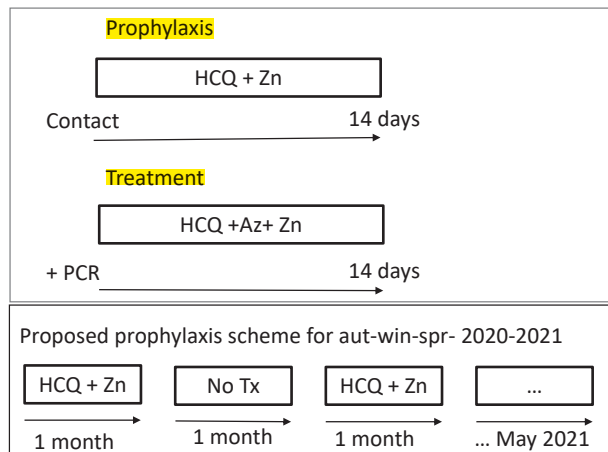 Prophylaxis
HCQ + Zn
Contact 14 days
Treatment
HCQ +Az+ Zn
+ PCR 14 days
Proposed prophylaxis scheme for aut-win-spr- 2020-2021
HCQ + Zn No Tx HCQ + Zn ...
1 month 1 month 1 month ... May 2021